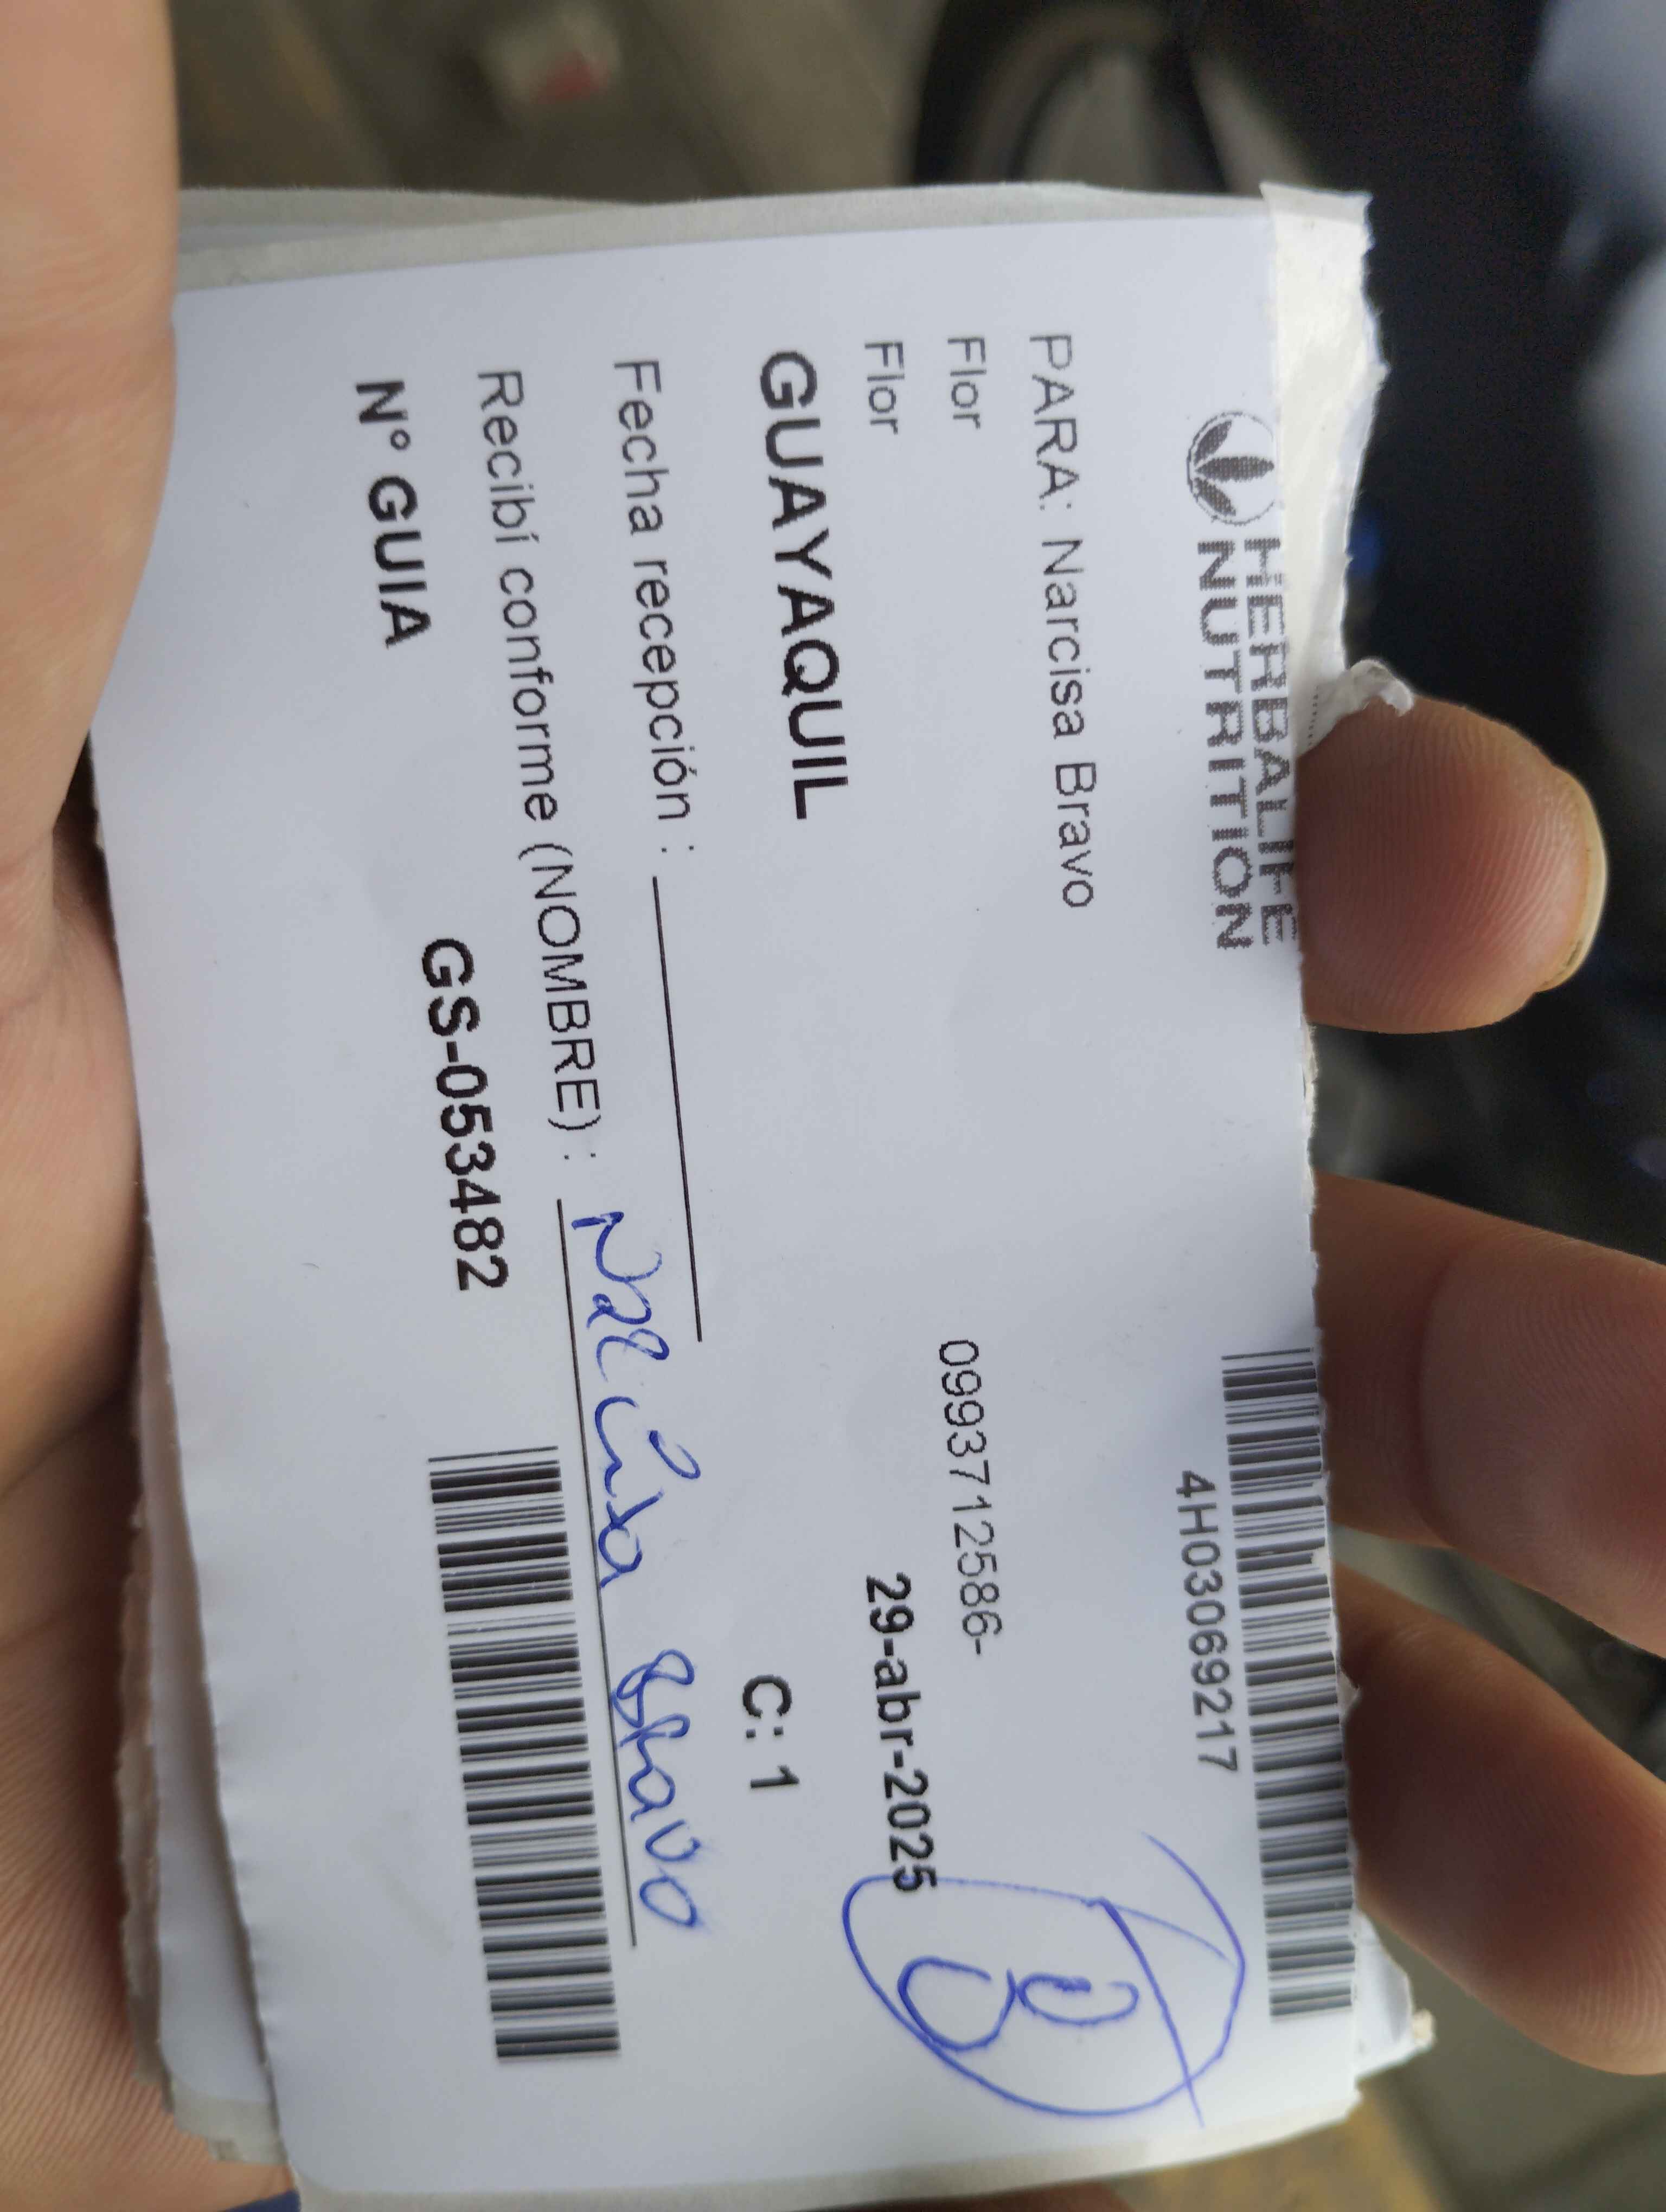 HERBALIFE
NUTRITION
4H03069217
PARA: Narcisa Bravo
Flor 0993712586-
Flor 29-abr-2025
GUAYAQUIL C: 1
Fecha recepción :
Recibí conforme (NOMBRE) : Narcisa Bravo
N° GUIA GS-053482